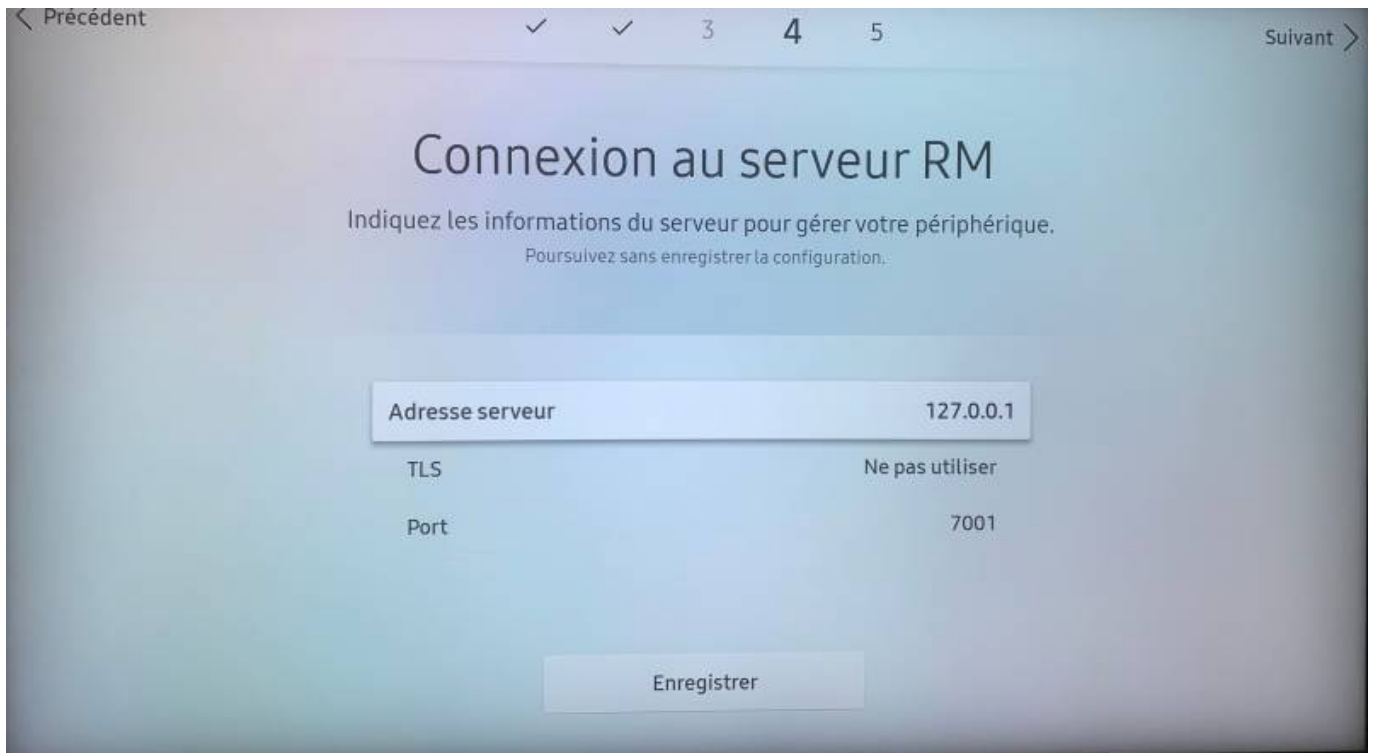 < Précédent
✓ ✓ 3 4 5
Suivant >
Connexion au serveur RM
Indiquez les informations du serveur pour gérer votre périphérique.
Poursuivez sans enregistrer la configuration.
Adresse serveur 127.0.0.1
TLS Ne pas utiliser
Port 7001
Enregistrer